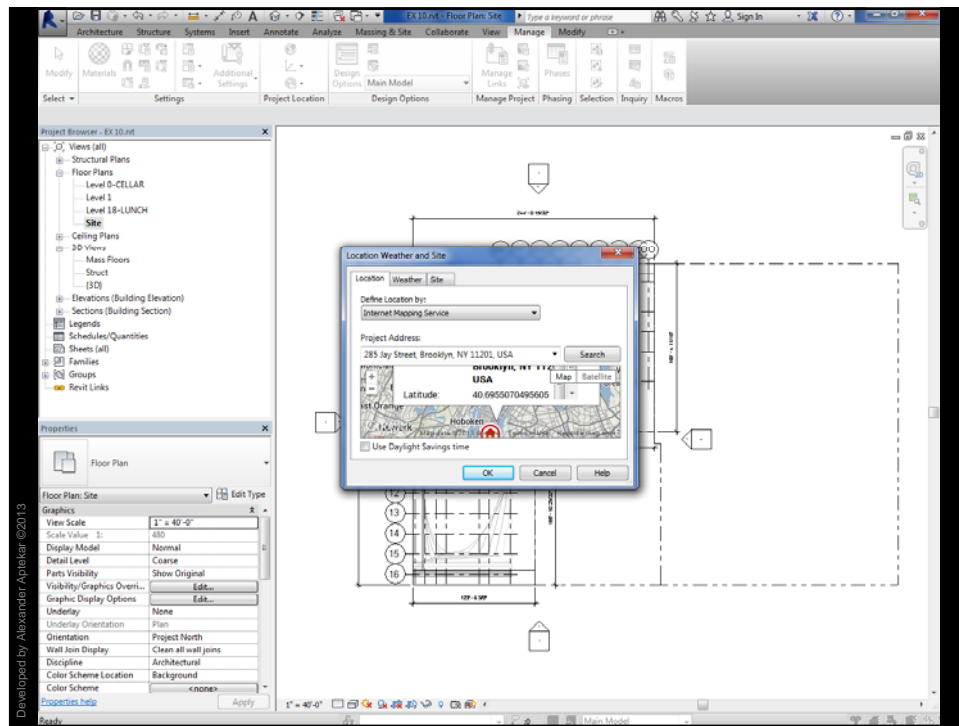 EX 10.rvt - Floor Plan: Site
Type a keyword or phrase
Sign In
Architecture Structure Systems Insert Annotate Analyze Massing & Site Collaborate View Manage Modify
Modify
Materials
Additional Settings
Design Options
Main Model
Manage Links
Phases
Select
Settings
Project Location
Design Options
Manage Project
Phasing
Selection
Inquiry
Macros
Project Browser - EX 10.rvt
Views (all)
Structural Plans
Floor Plans
Level 0-CELLAR
Level 1
Level 18-LUNCH
Site
Ceiling Plans
3D Views
Mass Floors
Struct
{3D}
Elevations (Building Elevation)
Sections (Building Section)
Legends
Schedules/Quantities
Sheets (all)
Families
Groups
Revit Links
Properties
Floor Plan
Floor Plan: Site
Edit Type
Graphics
View Scale 1" = 40'-0"
Scale Value 1: 480
Display Model Normal
Detail Level Coarse
Parts Visibility Show Original
Visibility/Graphics Overri... Edit...
Graphic Display Options Edit...
Underlay None
Underlay Orientation Plan
Orientation Project North
Wall Join Display Clean all wall joins
Discipline Architectural
Color Scheme Location Background
Color Scheme <none>
Properties help
Apply
Ready
Location Weather and Site
Location Weather Site
Define Location by:
Internet Mapping Service
Project Address:
285 Jay Street, Brooklyn, NY 11201, USA
Search
USA
Latitude: 40.6955070495605
Map Satellite
Hoboken
Newark
Use Daylight Savings time
OK Cancel Help
12
13
14
15
16
1" = 40'-0"
Main Model
Developed by Alexander Aptekar ©2013